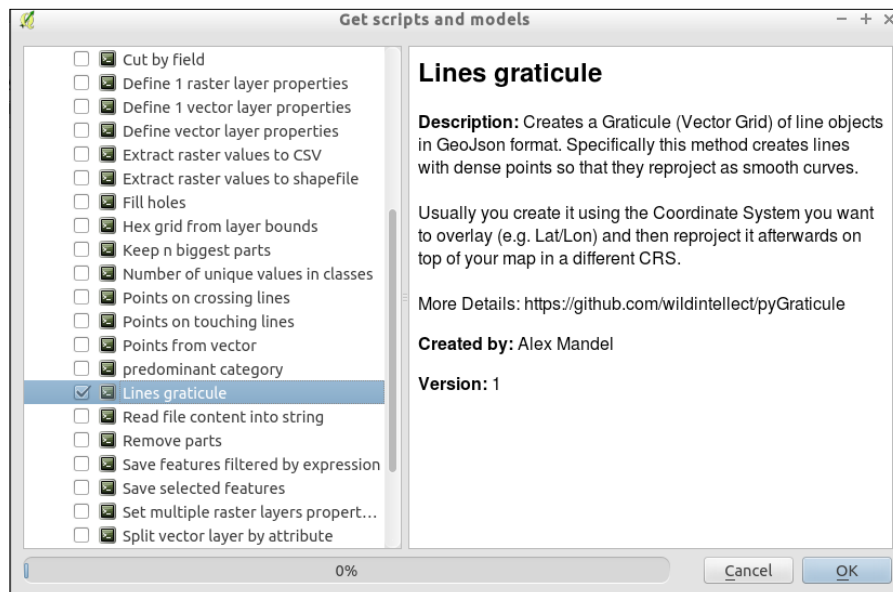 Get scripts and models
Cut by field
Define 1 raster layer properties
Define 1 vector layer properties
Define vector layer properties
Extract raster values to CSV
Extract raster values to shapefile
Fill holes
Hex grid from layer bounds
Keep n biggest parts
Number of unique values in classes
Points on crossing lines
Points on touching lines
Points from vector
predominant category
Lines graticule
Read file content into string
Remove parts
Save features filtered by expression
Save selected features
Set multiple raster layers propert...
Split vector layer by attribute
Lines graticule
Description: Creates a Graticule (Vector Grid) of line objects
in GeoJson format. Specifically this method creates lines
with dense points so that they reproject as smooth curves.
Usually you create it using the Coordinate System you want
to overlay (e.g. Lat/Lon) and then reproject it afterwards on
top of your map in a different CRS.
More Details: https://github.com/wildintellect/pyGraticule
Created by: Alex Mandel
Version: 1
0%
Cancel
OK